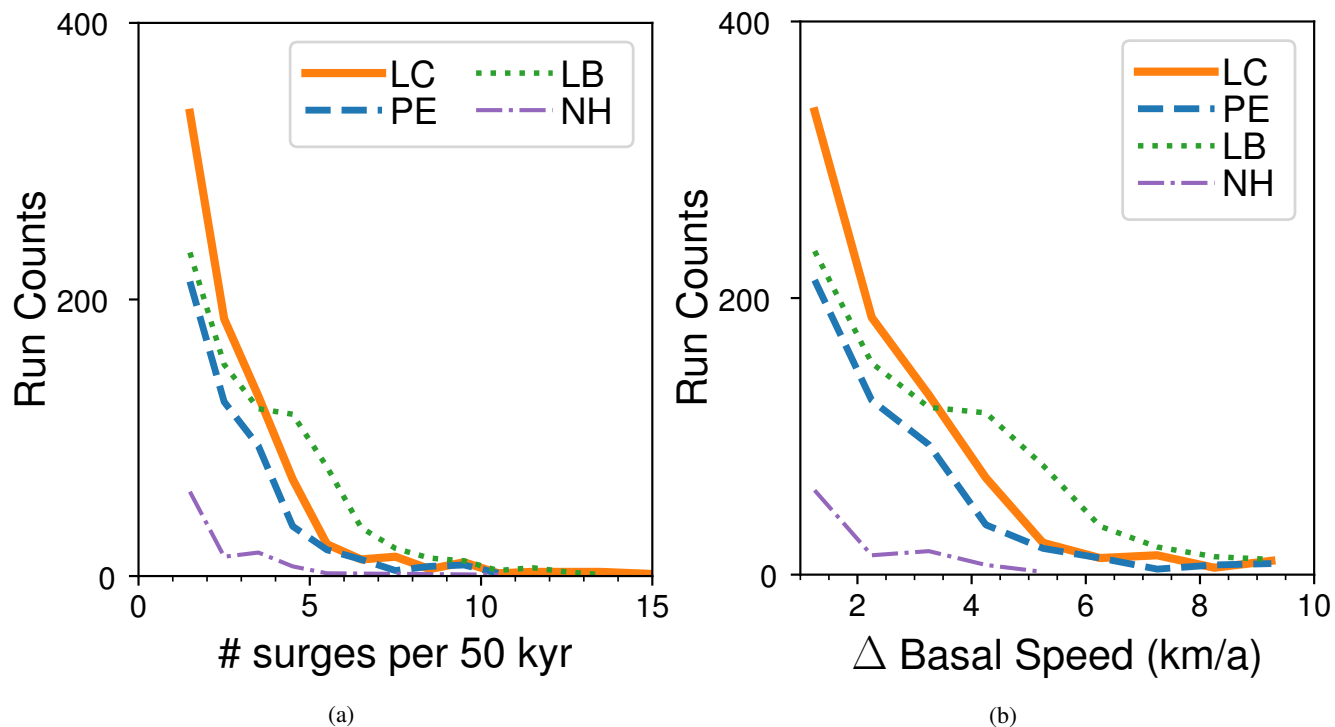 400
200
0
Run Counts
LC
PE
LB
NH
0
5
10
15
# surges per 50 kyr
(a)
400
200
0
Run Counts
LC
PE
LB
NH
2
4
6
8
10
Δ Basal Speed (km/a)
(b)